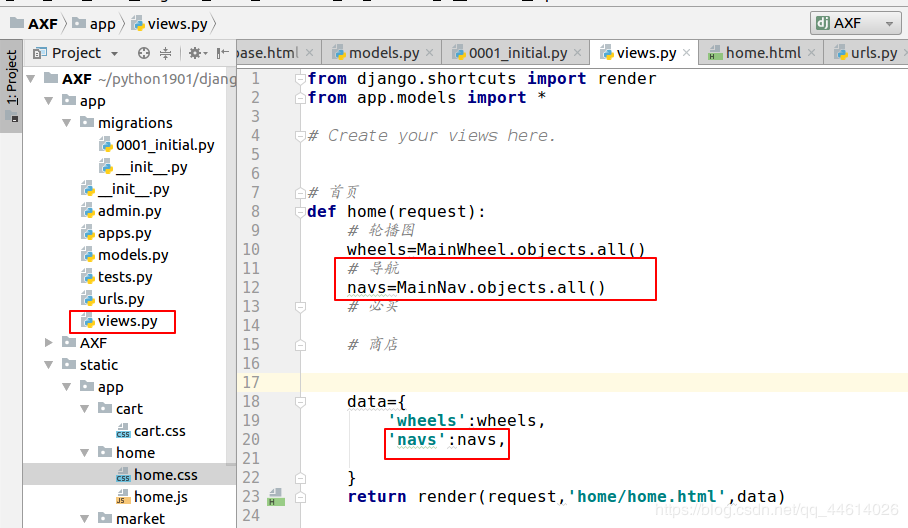 AXF app views.py
AXF
1: Project
Project
base.html models.py 0001_initial.py views.py home.html urls.py
AXF ~/python1901/djang
app
migrations
0001_initial.py
__init__.py
__init__.py
admin.py
apps.py
models.py
tests.py
urls.py
views.py
AXF
static
app
cart
cart.css
home
home.css
home.js
market
1 from django.shortcuts import render
2 from app.models import *
3
4 # Create your views here.
5
6
7 # 首页
8 def home(request):
9 # 轮播图
10 wheels=MainWheel.objects.all()
11 # 导航
12 navs=MainNav.objects.all()
13 # 必买
14
15 # 商店
16
17
18 data={
19 'wheels':wheels,
20 'navs':navs,
21
22 }
23 return render(request,'home/home.html',data)
24
https://blog.csdn.net/qq_44614026